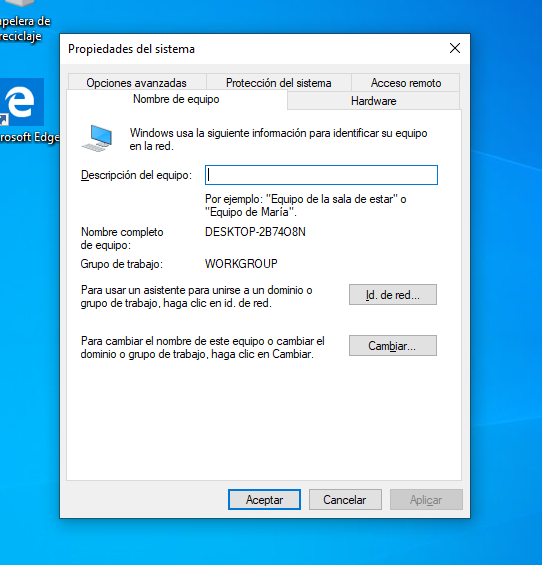 apelera de
reciclaje
rosoft Edge
Propiedades del sistema
Opciones avanzadas
Protección del sistema
Acceso remoto
Nombre de equipo
Hardware
Windows usa la siguiente información para identificar su equipo
en la red.
Descripción del equipo:
Por ejemplo: "Equipo de la sala de estar" o
"Equipo de María".
Nombre completo
de equipo:
DESKTOP-2B74O8N
Grupo de trabajo:
WORKGROUP
Para usar un asistente para unirse a un dominio o
grupo de trabajo, haga clic en id. de red.
Id. de red...
Para cambiar el nombre de este equipo o cambiar el
dominio o grupo de trabajo, haga clic en Cambiar.
Cambiar...
Aceptar
Cancelar
Aplicar